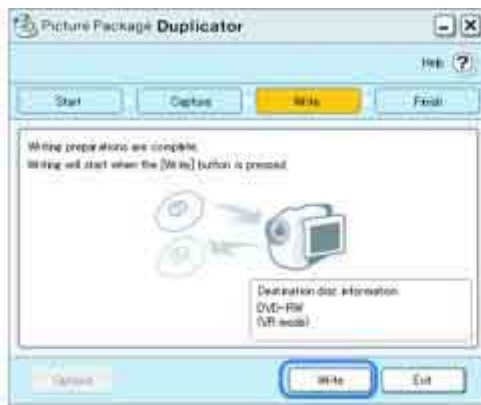 Picture Package Duplicator
Help ?
Start
Capture
Write
Finish
Writing preparations are complete.
Writing will start when the [Write] button is pressed.
Destination disc information
DVD-RW
(VR mode)
Options
Write
Exit